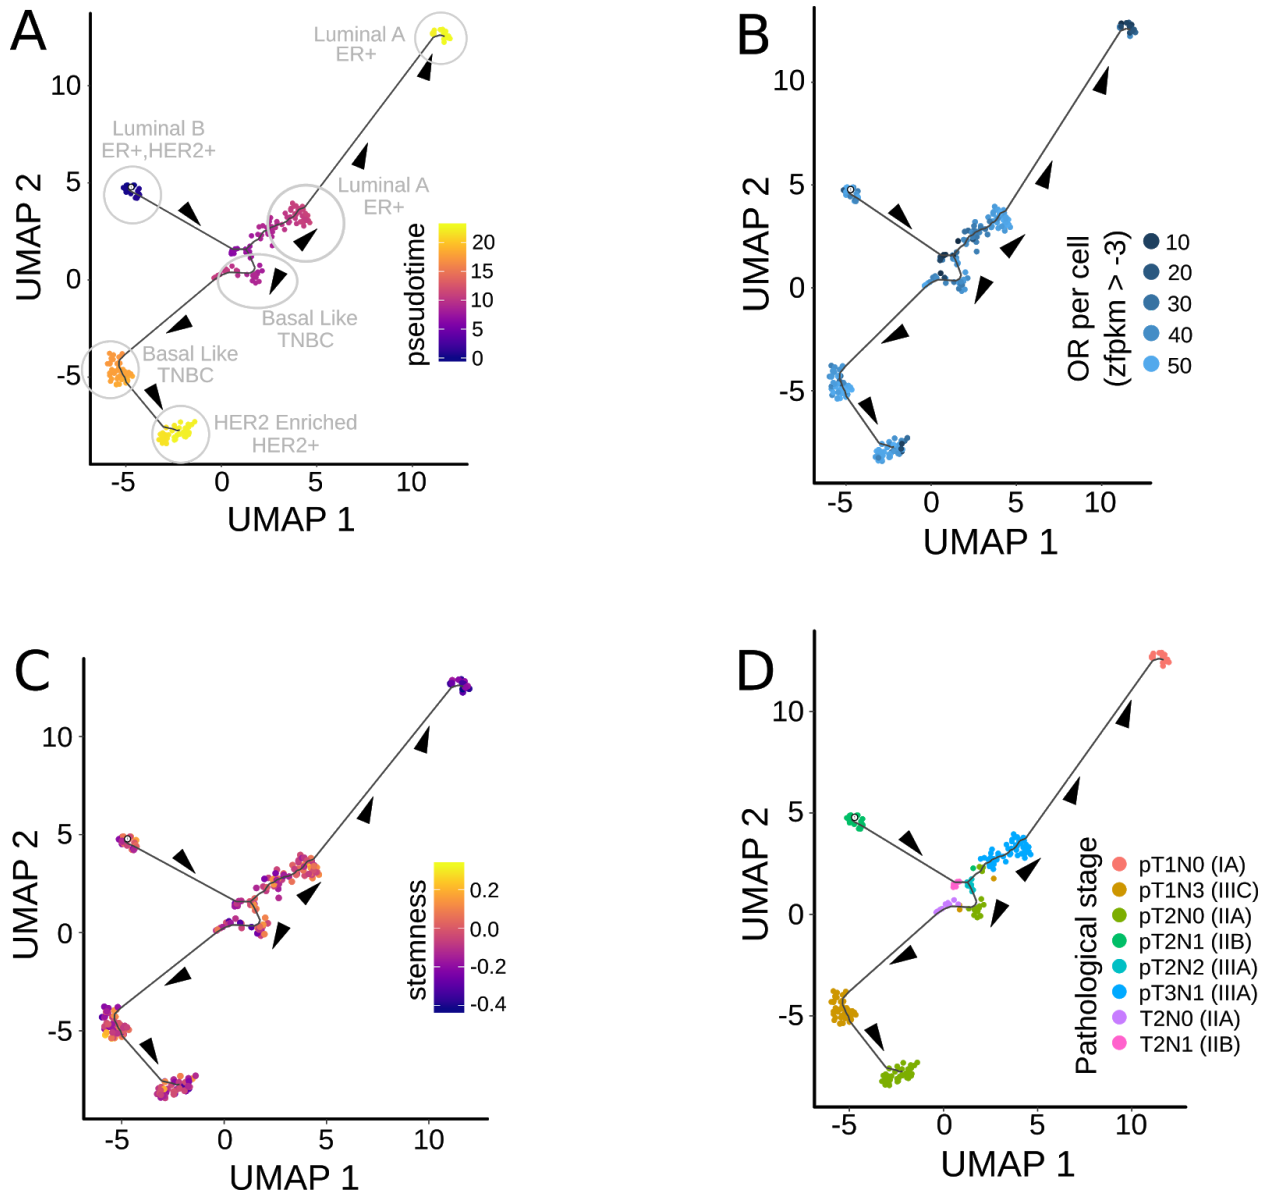 A
Luminal A
ER+
Luminal B
ER+,HER2+
Luminal A
ER+
Basal Like
TNBC
Basal Like
TNBC
HER2 Enriched
HER2+
10
5
0
-5
UMAP 2
-5
0
5
10
UMAP 1
pseudotime
20
15
10
5
0
B
10
5
0
-5
UMAP 2
-5
0
5
10
UMAP 1
OR per cell
(zfpkm > -3)
10
20
30
40
50
C
10
5
0
-5
UMAP 2
-5
0
5
10
UMAP 1
stemness
0.2
0.0
-0.2
-0.4
D
10
5
0
-5
UMAP 2
-5
0
5
10
UMAP 1
Pathological stage
pT1N0 (IA)
pT1N3 (IIIC)
pT2N0 (IIA)
pT2N1 (IIB)
pT2N2 (IIIA)
pT3N1 (IIIA)
T2N0 (IIA)
T2N1 (IIB)